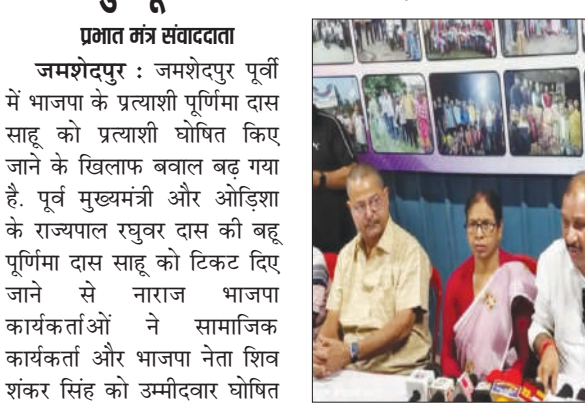 प्रभात मंत्र संवाददाता
जमशेदपुर : जमशेदपुर पूर्वी
में भाजपा के प्रत्याशी पूर्णिमा दास
साहू को प्रत्याशी घोषित किए
जाने के खिलाफ बवाल बढ़ गया
है. पूर्व मुख्यमंत्री और ओड़िशा
के राज्यपाल रघुवर दास की बहू
पूर्णिमा दास साहू को टिकट दिए
जाने से नाराज भाजपा
कार्यकर्ताओं ने सामाजिक
कार्यकर्ता और भाजपा नेता शिव
शंकर सिंह को उम्मीदवार घोषित